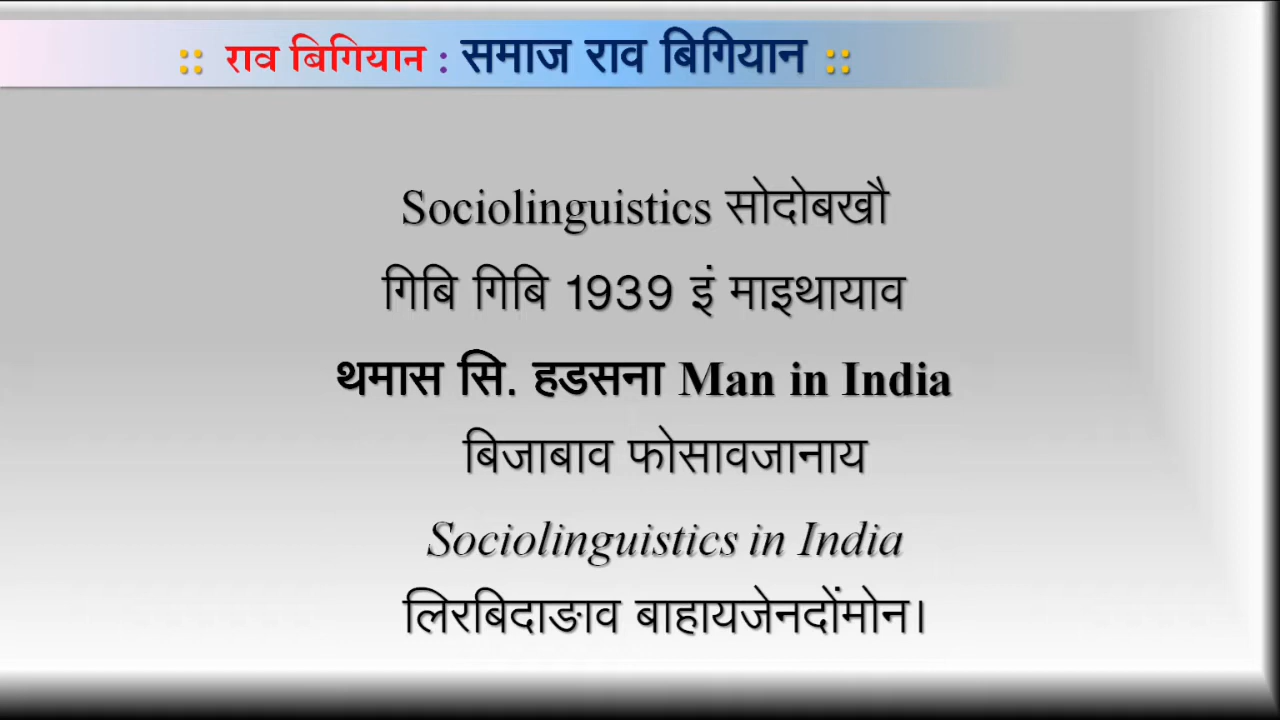 :: राव बिगियान : समाज राव बिगियान ::
Sociolinguistics सोदोबखौ
गिबि गिबि 1939 इं माइथायाव
थमास सि. हडसना Man in India
बिजाबाव फोसावजानाय
Sociolinguistics in India
लिरबिदाङाव बाहायजेनदोंमोन।